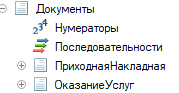 Документы
Нумераторы
Последовательности
ПриходнаяНакладная
ОказаниеУслуг